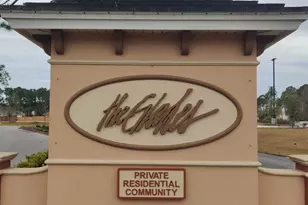 The Glades
PRIVATE
RESIDENTIAL
COMMUNITY